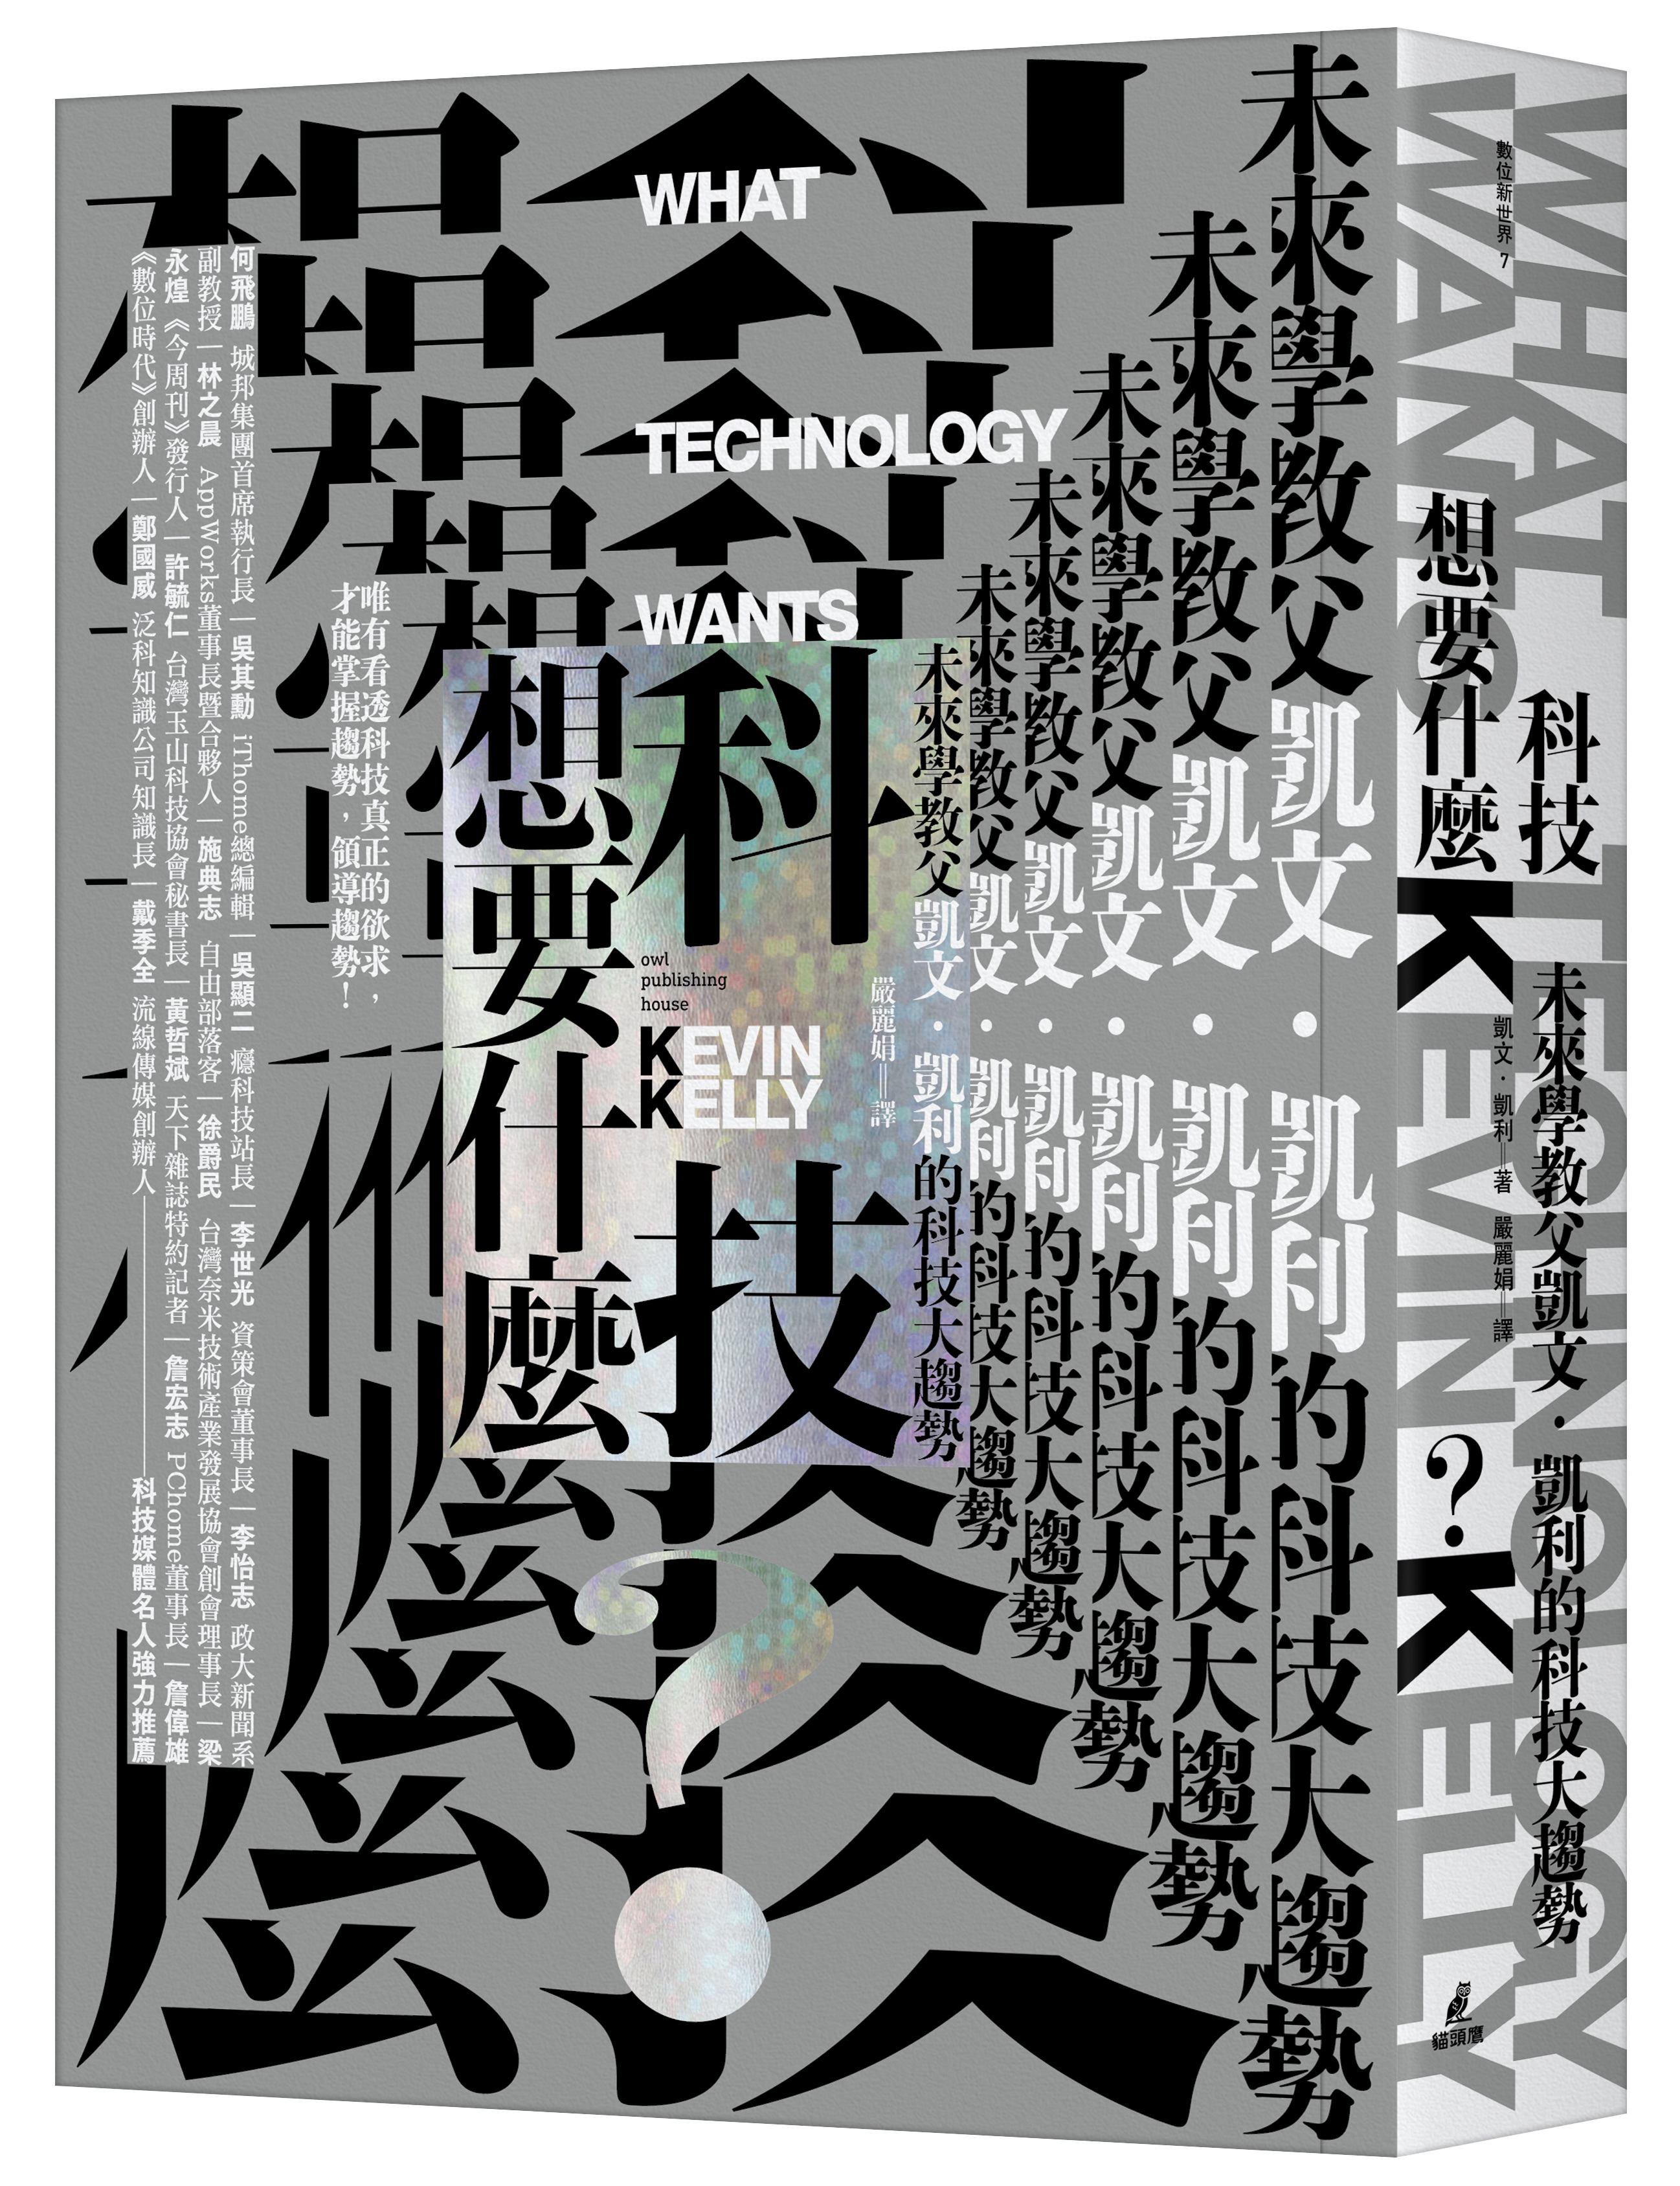 WHAT
TECHNOLOGY
WANTS
科技
想要什麼
?
未來學教父凱文·凱利的科技大趨勢
未來學教父凱文·凱利的科技大趨勢
未來學教父凱文·凱利的科技大趨勢
未來學教父凱文·凱利的科技大趨勢
未來學教父凱文·凱利的科技大趨勢
未來學教父凱文·凱利的科技大趨勢
owl
publishing
house
KEVIN
KELLY
嚴麗娟═譯
唯有看透科技真正的欲求,
才能掌握趨勢,領導趨勢!
何飛鵬 城邦集團首席執行長|吳其勳 iThome總編輯|吳顯二 癮科技站長|李世光 資策會董事長|李怡志 政大新聞系
副教授|林之晨 AppWorks董事長暨合夥人|施典志 自由部落客|徐爵民 台灣奈米技術產業發展協會創會理事長|梁
永煌 《今周刊》發行人|許毓仁 台灣玉山科技協會秘書長|黃哲斌 天下雜誌特約記者|詹宏志 PChome董事長|詹偉雄
《數位時代》創辦人|鄭國威 泛科知識公司知識長|戴季全 流線傳媒創辦人————科技媒體名人強力推薦
WHAT TECHNOLOGY
WANTS
KEVIN ?· KELLY
數位新世界 7
科技
想要什麼
未來學教父凱文·凱利的科技大趨勢
凱文·凱利═著 嚴麗娟═譯
貓頭鷹